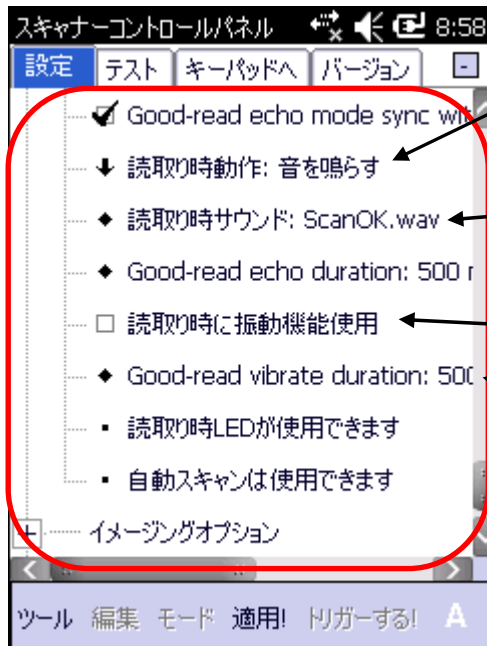 スキャナーコントロールパネル 8:58
設定 テスト キーパッドへ バージョン
Good-read echo mode sync
読取り時動作: 音を鳴らす
読取り時サウンド: ScanOK.wav
Good-read echo duration: 500
読取り時に振動機能使用
Good-read vibrate duration:
読取り時LEDが使用できます
自動スキャンは使用できます
イメージングオプション
ツール 編集 モード 適用! トリガーする! A